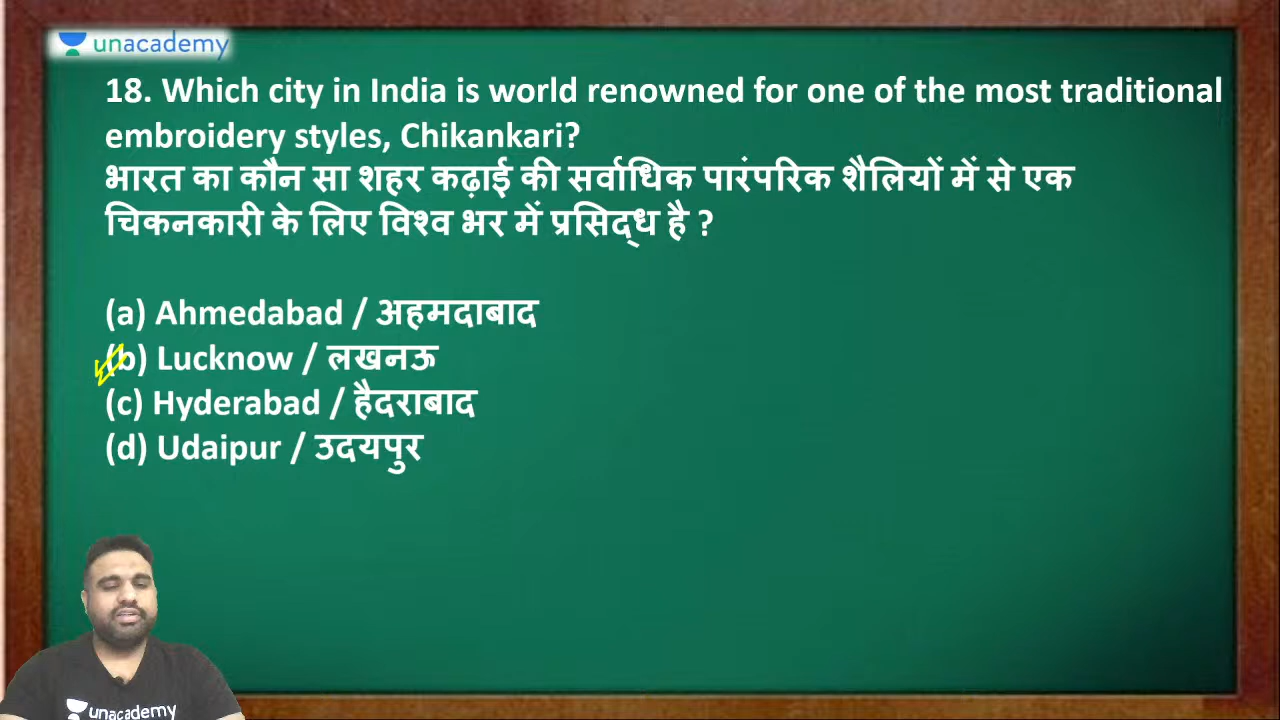 unacademy
18. Which city in India is world renowned for one of the most traditional
embroidery styles, Chikankari?
भारत का कौन सा शहर कढ़ाई की सर्वाधिक पारंपरिक शैलियों में से एक
चिकनकारी के लिए विश्व भर में प्रसिद्ध है ?
(a) Ahmedabad / अहमदाबाद
(b) Lucknow / लखनऊ
(c) Hyderabad / हैदराबाद
(d) Udaipur / उदयपुर
unacademy